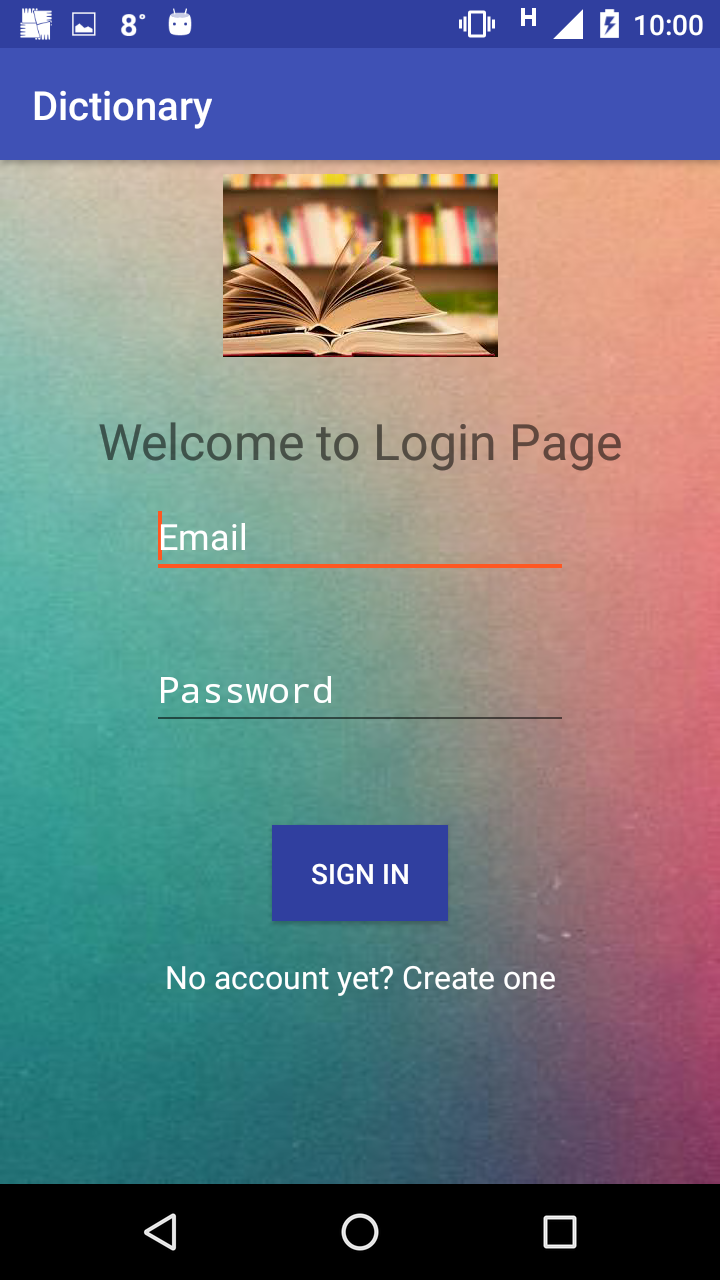 8° H 10:00
Dictionary
Welcome to Login Page
Email
Password
SIGN IN
No account yet? Create one